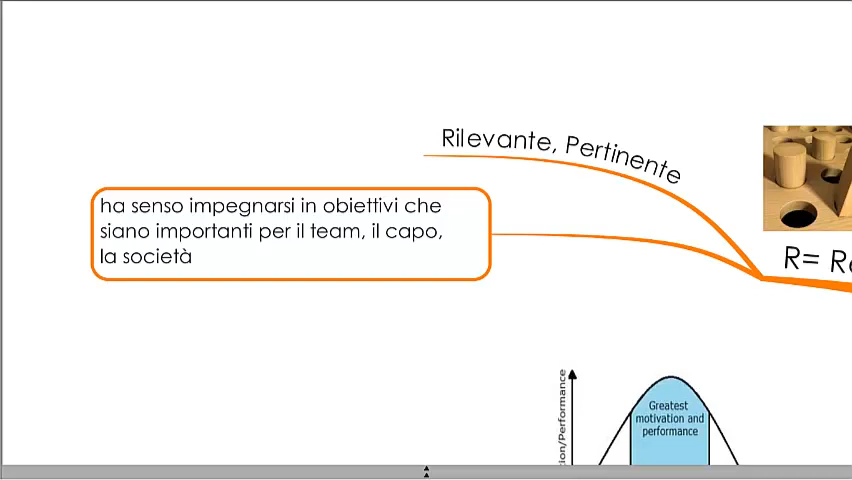 Rilevante, Pertinente
ha senso impegnarsi in obiettivi che
siano importanti per il team, il capo,
la società
R=
Greatest
motivation and
performance